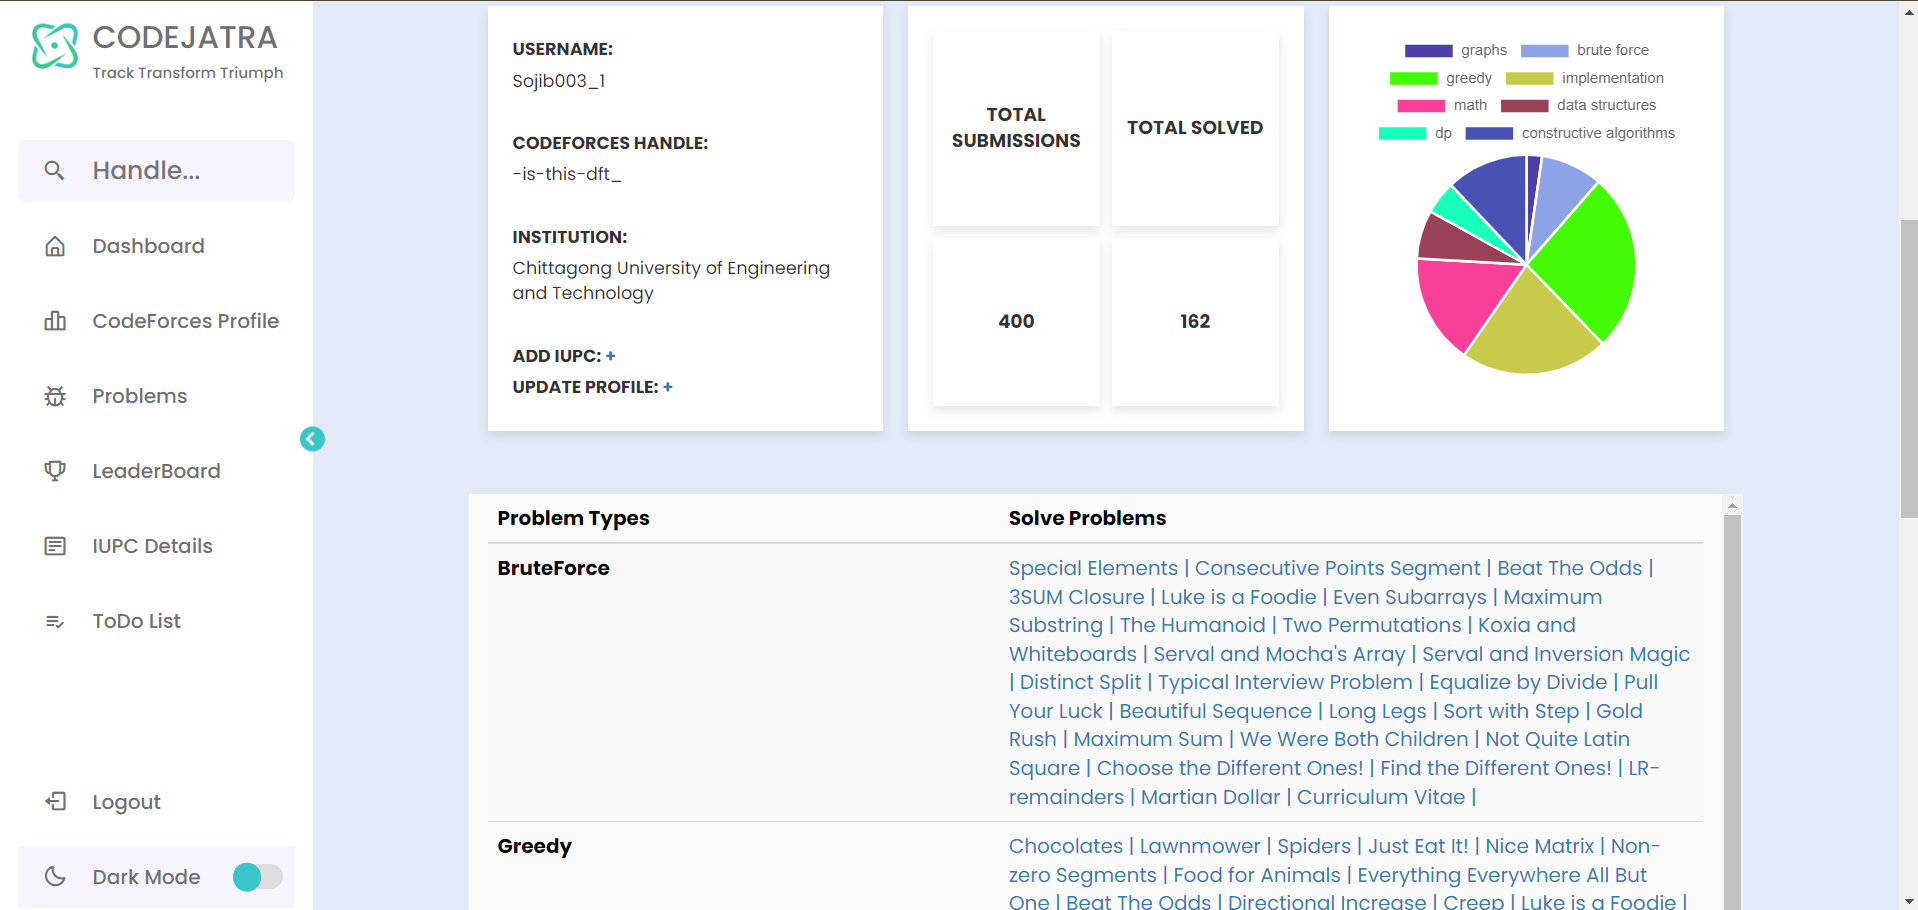 CODEJATRA
Track Transform Triumph
Handle...
Dashboard
CodeForces Profile
Problems
LeaderBoard
IUPC Details
ToDo List
Logout
Dark Mode
USERNAME:
Sojib003_1
CODEFORCES HANDLE:
-is-this-dft_
INSTITUTION:
Chittagong University of Engineering
and Technology
ADD IUPC: +
UPDATE PROFILE: +
TOTAL
SUBMISSIONS
TOTAL SOLVED
400
162
graphs brute force
greedy implementation
math data structures
dp constructive algorithms
Problem Types Solve Problems
BruteForce
Special Elements | Consecutive Points Segment | Beat The Odds |
3SUM Closure | Luke is a Foodie | Even Subarrays | Maximum
Substring | The Humanoid | Two Permutations | Koxia and
Whiteboards | Serval and Mocha's Array | Serval and Inversion Magic
| Distinct Split | Typical Interview Problem | Equalize by Divide | Pull
Your Luck | Beautiful Sequence | Long Legs | Sort with Step | Gold
Rush | Maximum Sum | We Were Both Children | Not Quite Latin
Square | Choose the Different Ones! | Find the Different Ones! | LR-
remainders | Martian Dollar | Curriculum Vitae |
Greedy
Chocolates | Lawnmower | Spiders | Just Eat It! | Nice Matrix | Non-
zero Segments | Food for Animals | Everything Everywhere All But
One | Beat The Odds | Directional Increase | Creep | Luke is a Foodie |